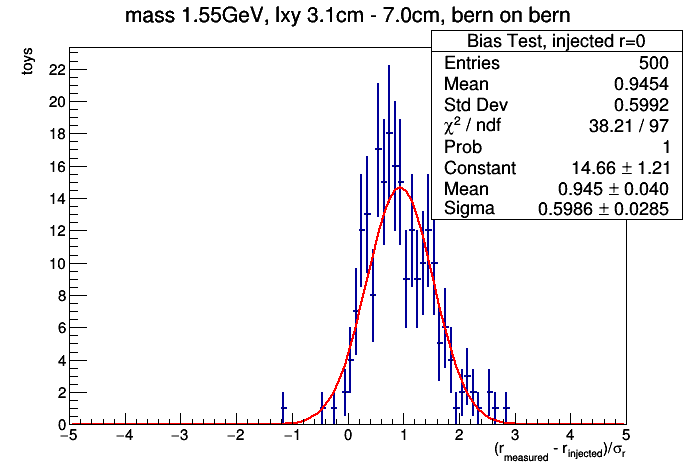 mass 1.55GeV, lxy 3.1cm - 7.0cm, bern on bern
Bias Test, injected r=0
Entries 500
Mean 0.9454
Std Dev 0.5992
χ² / ndf 38.21 / 97
Prob 1
Constant 14.66 ± 1.21
Mean 0.945 ± 0.040
Sigma 0.5986 ± 0.0285
toys
22
20
18
16
14
12
10
8
6
4
2
0
−5 −4 −3 −2 −1 0 1 2 3 4 5
(r_measured - r_injected)/σ_r